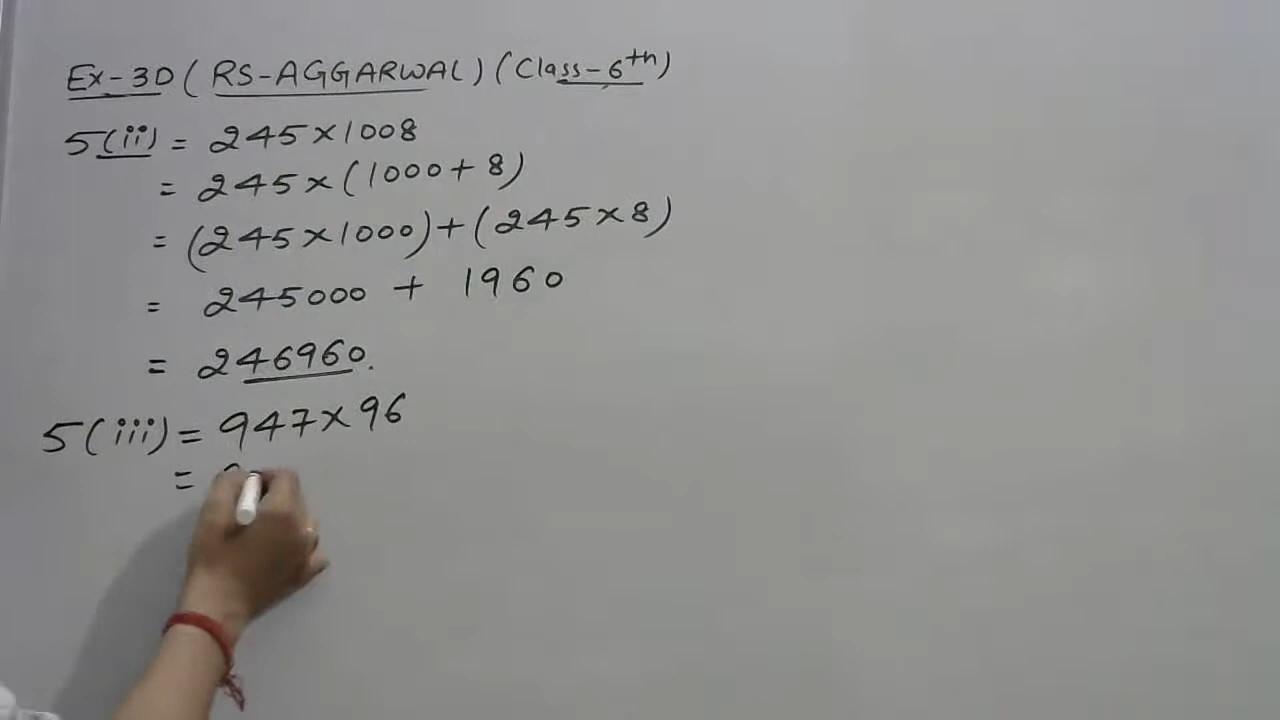 Ex-3D (RS-AGGARWAL) (Class-6th)
5(ii) = 245×1008
= 245×(1000+8)
= (245×1000)+(245×8)
= 245000 + 1960
= 246960.
5(iii) = 947×96
=